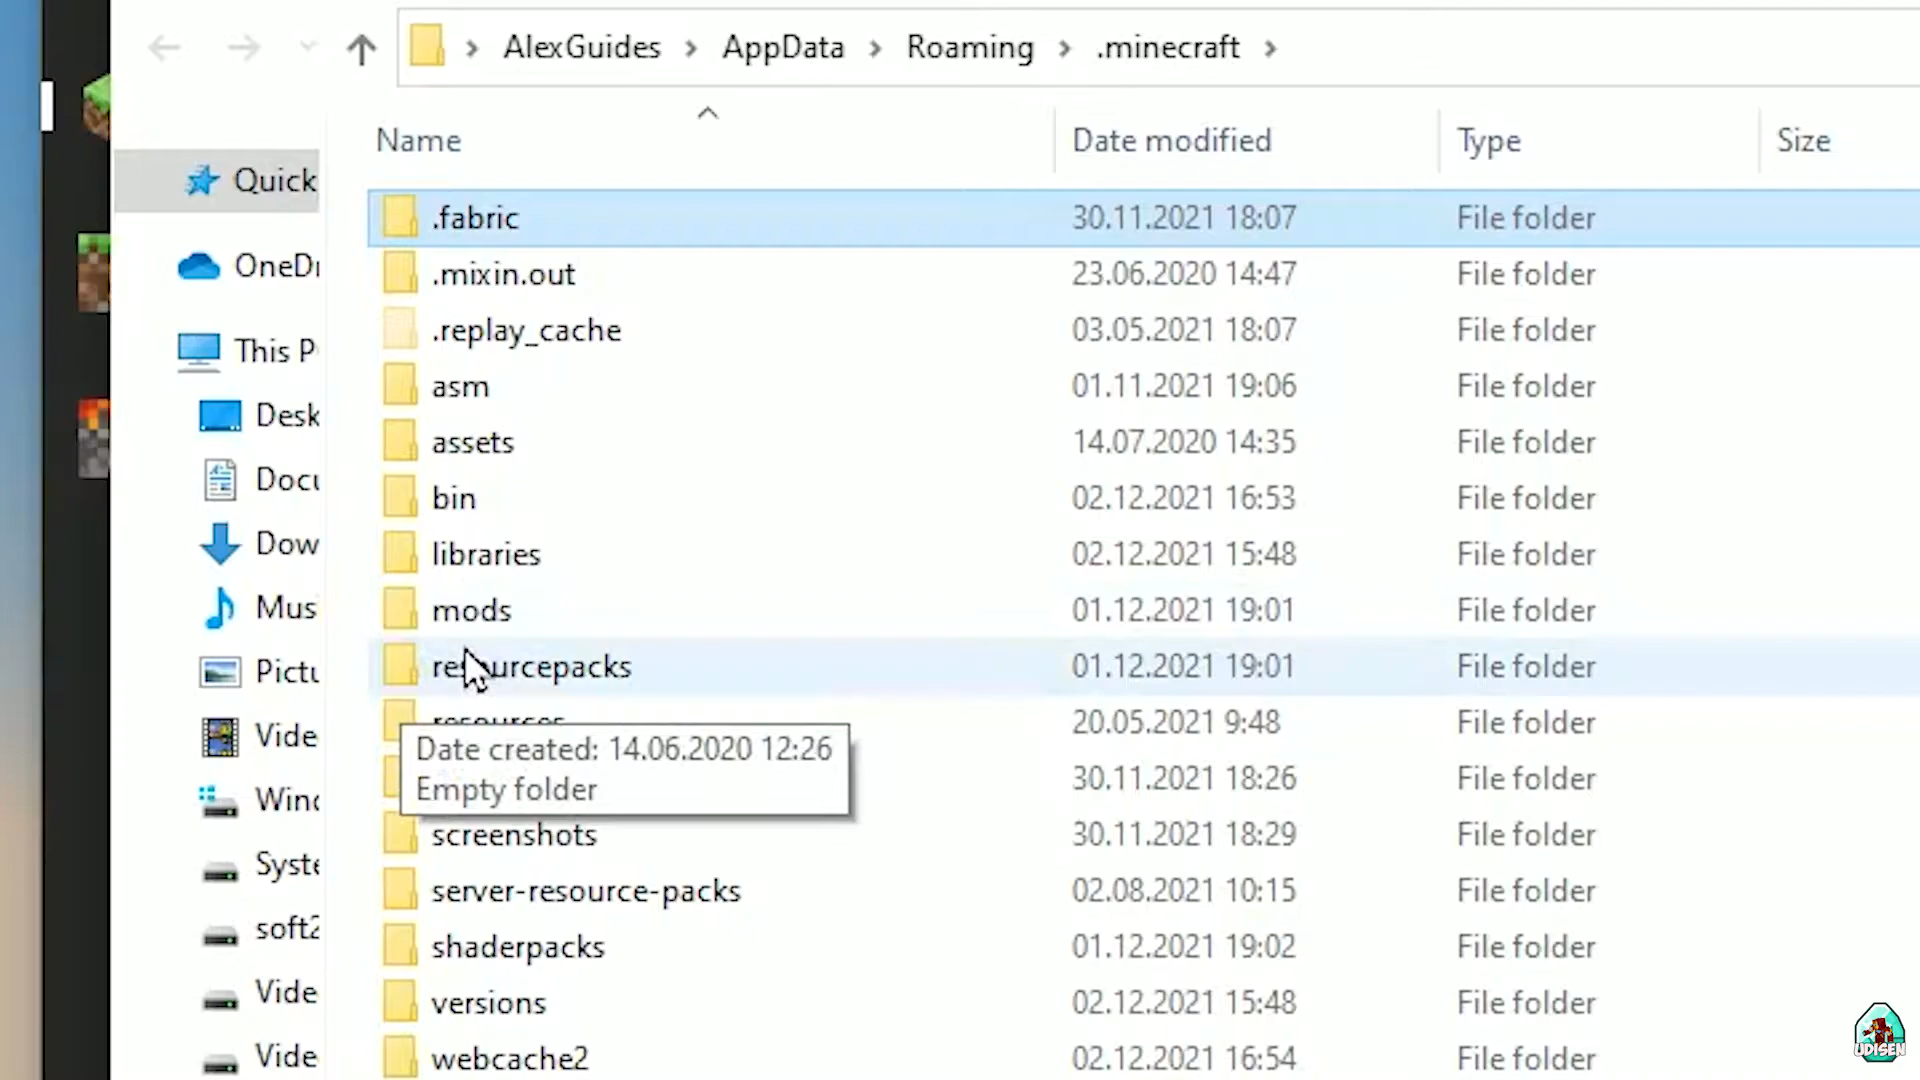 AlexGuides > AppData > Roaming > .minecraft >
Name Date modified Type Size
Quick
OneDr
This P
Desk
Docu
Dow
Musi
Pictu
Vide
Wind
Syste
soft2
Vide
Vide
.fabric 30.11.2021 18:07 File folder
.mixin.out 23.06.2020 14:47 File folder
.replay_cache 03.05.2021 18:07 File folder
asm 01.11.2021 19:06 File folder
assets 14.07.2020 14:35 File folder
bin 02.12.2021 16:53 File folder
libraries 02.12.2021 15:48 File folder
mods 01.12.2021 19:01 File folder
resourcepacks 01.12.2021 19:01 File folder
resources 20.05.2021 9:48 File folder
Date created: 14.06.2020 12:26
Empty folder
30.11.2021 18:26 File folder
screenshots 30.11.2021 18:29 File folder
server-resource-packs 02.08.2021 10:15 File folder
shaderpacks 01.12.2021 19:02 File folder
versions 02.12.2021 15:48 File folder
webcache2 02.12.2021 16:54 File folder
UDISEN